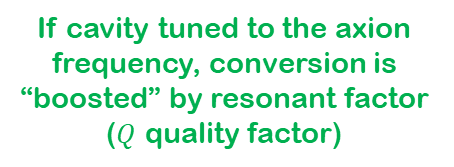 If cavity tuned to the axion
frequency, conversion is
“boosted” by resonant factor
(𝑄 quality factor)